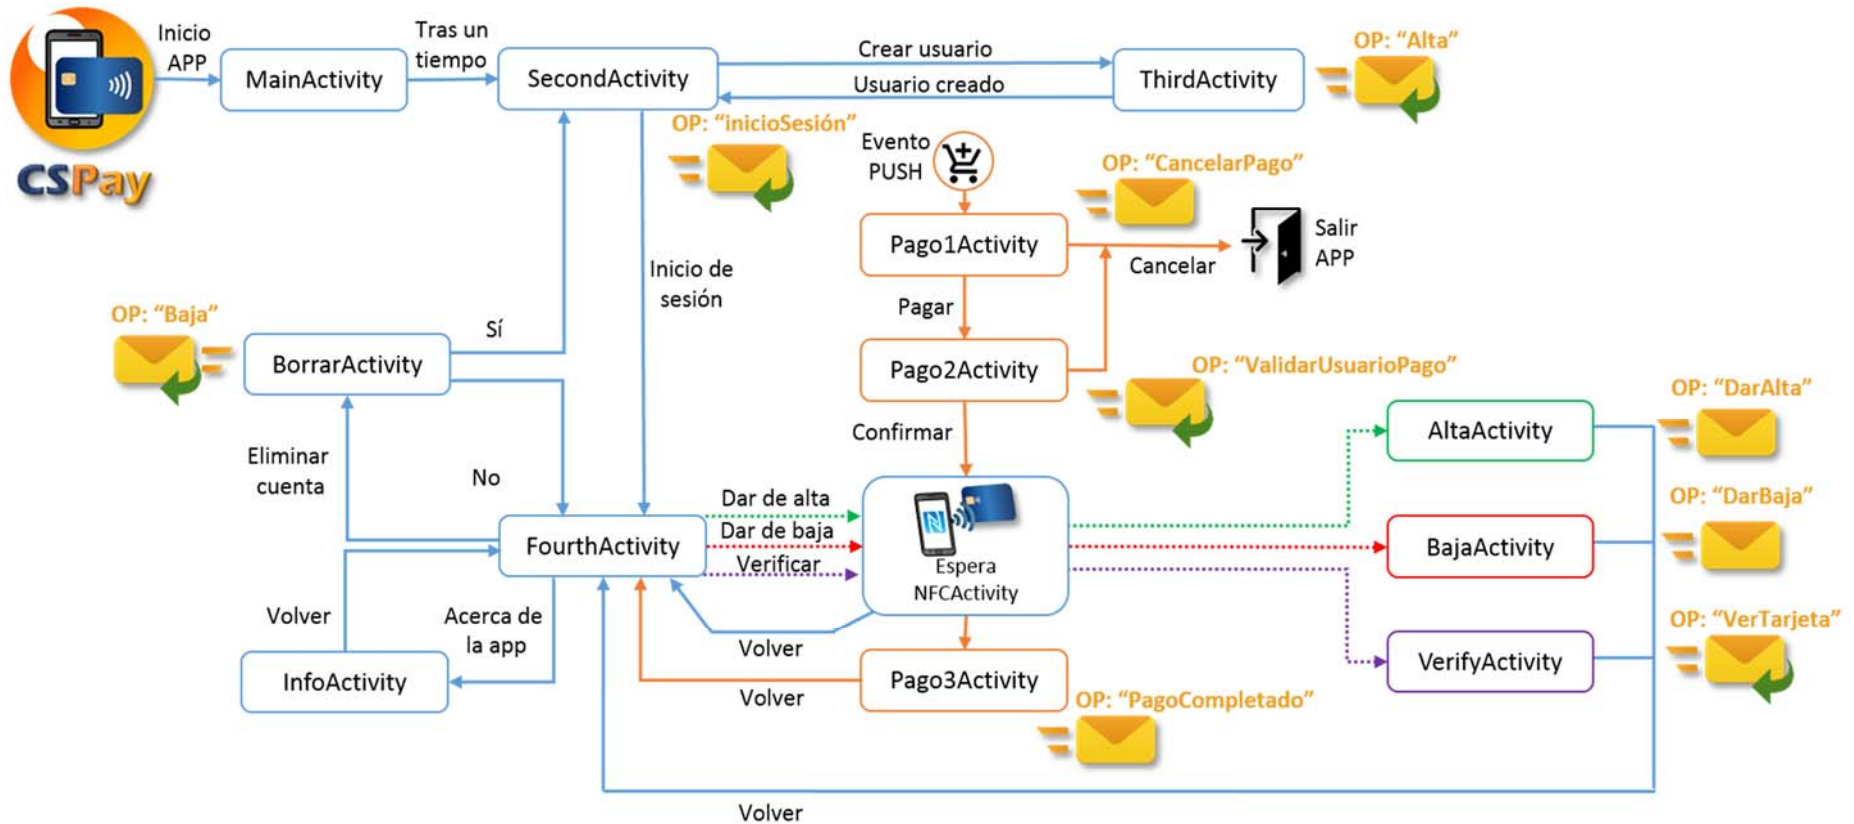 CSPay
Inicio
APP
MainActivity
Tras un
tiempo
SecondActivity
Crear usuario
Usuario creado
ThirdActivity
OP: “Alta”
OP: “inicioSesión”
Evento
PUSH
OP: “CancelarPago”
Pago1Activity
Cancelar
Salir
APP
Inicio de
sesión
Pagar
OP: “Baja”
BorrarActivity
Sí
Pago2Activity
OP: “ValidarUsuarioPago”
OP: “DarAlta”
Confirmar
AltaActivity
Eliminar
cuenta
No
Dar de alta
Dar de baja
Verificar
FourthActivity
Espera
NFCActivity
OP: “DarBaja”
BajaActivity
Volver
Acerca de
la app
Volver
OP: “VerTarjeta”
VerifyActivity
InfoActivity
Pago3Activity
Volver
OP: “PagoCompletado”
Volver